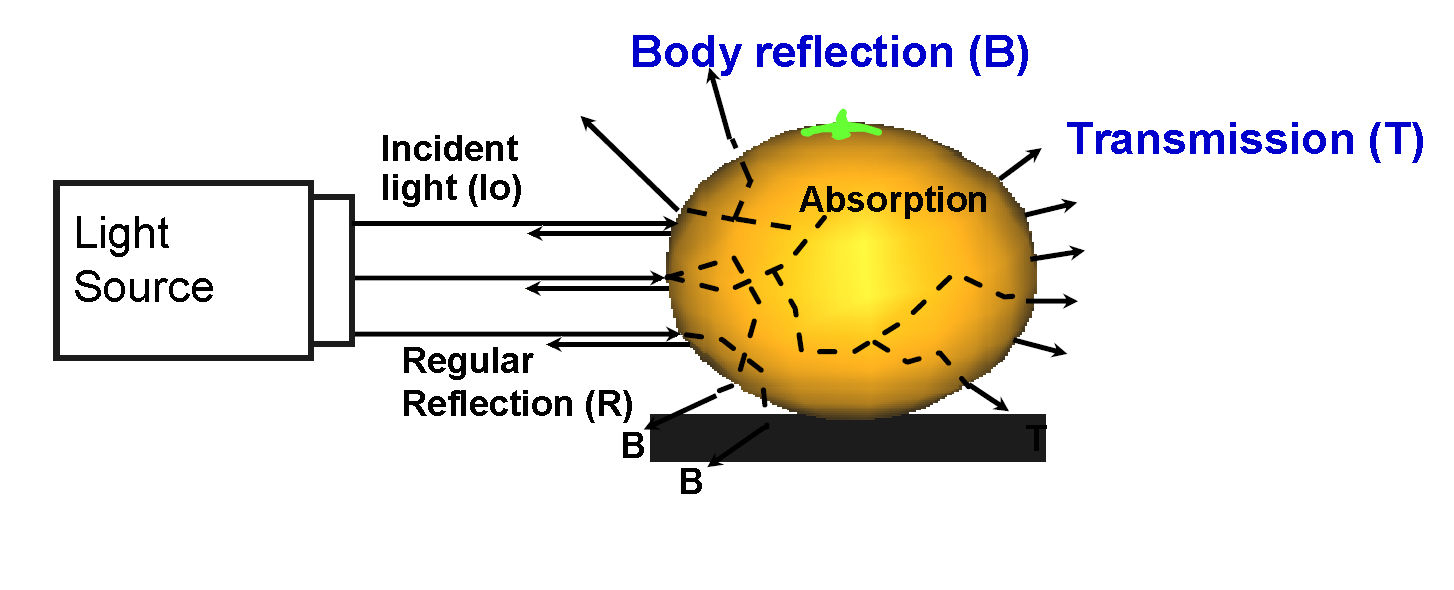 Body reflection (B)
Transmission (T)
Incident
light (Io)
Absorption
Light
Source
Regular
Reflection (R)
B
T
B